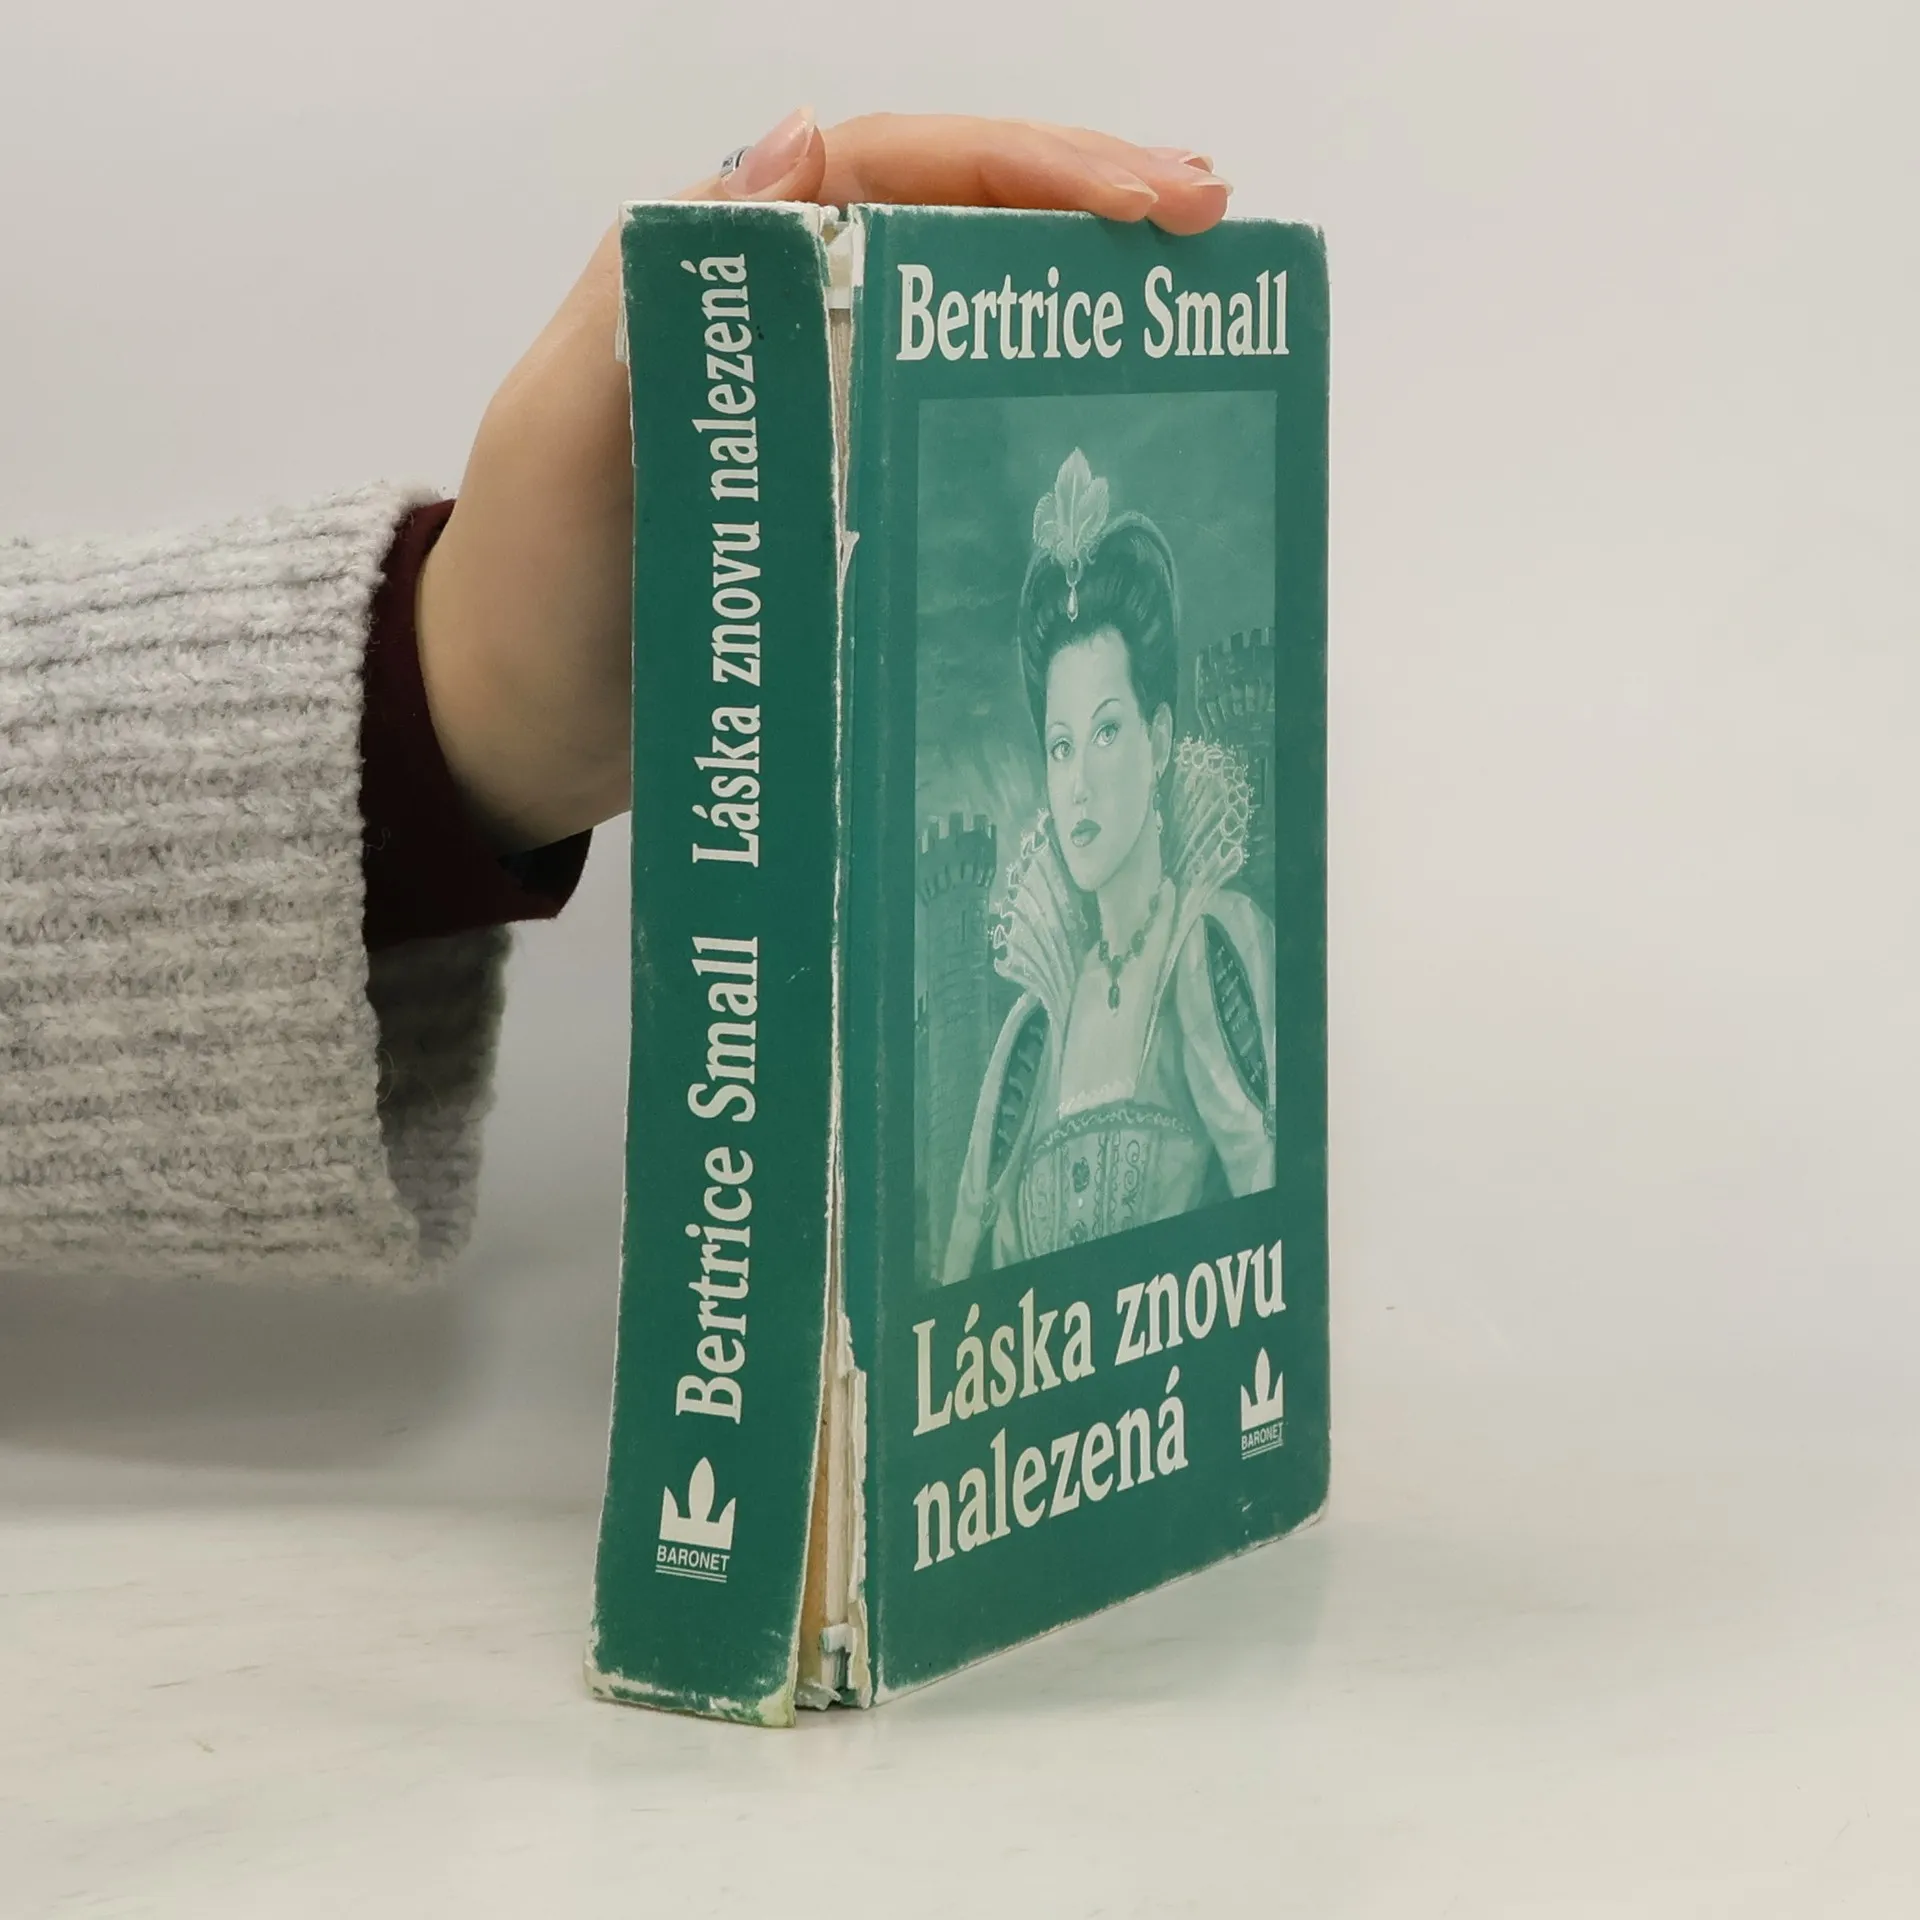 Bertrice Small Láska znovu nalezená
BARONET
Bertrice Small
Láska znovu
nalezená
BARONET